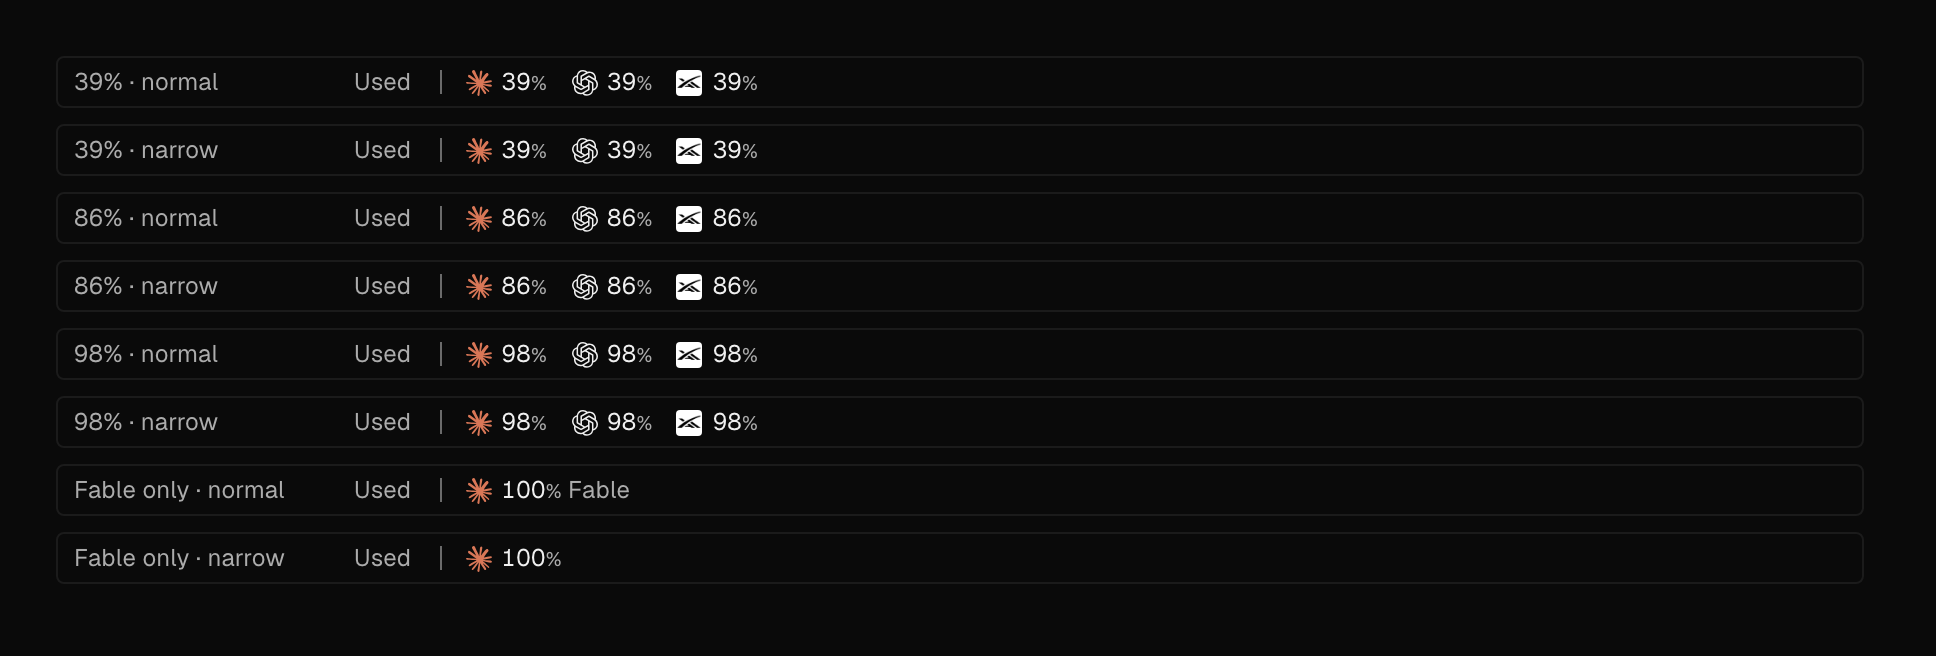 39% · normal Used | 39% 39% 39%
39% · narrow Used | 39% 39% 39%
86% · normal Used | 86% 86% 86%
86% · narrow Used | 86% 86% 86%
98% · normal Used | 98% 98% 98%
98% · narrow Used | 98% 98% 98%
Fable only · normal Used | 100% Fable
Fable only · narrow Used | 100%